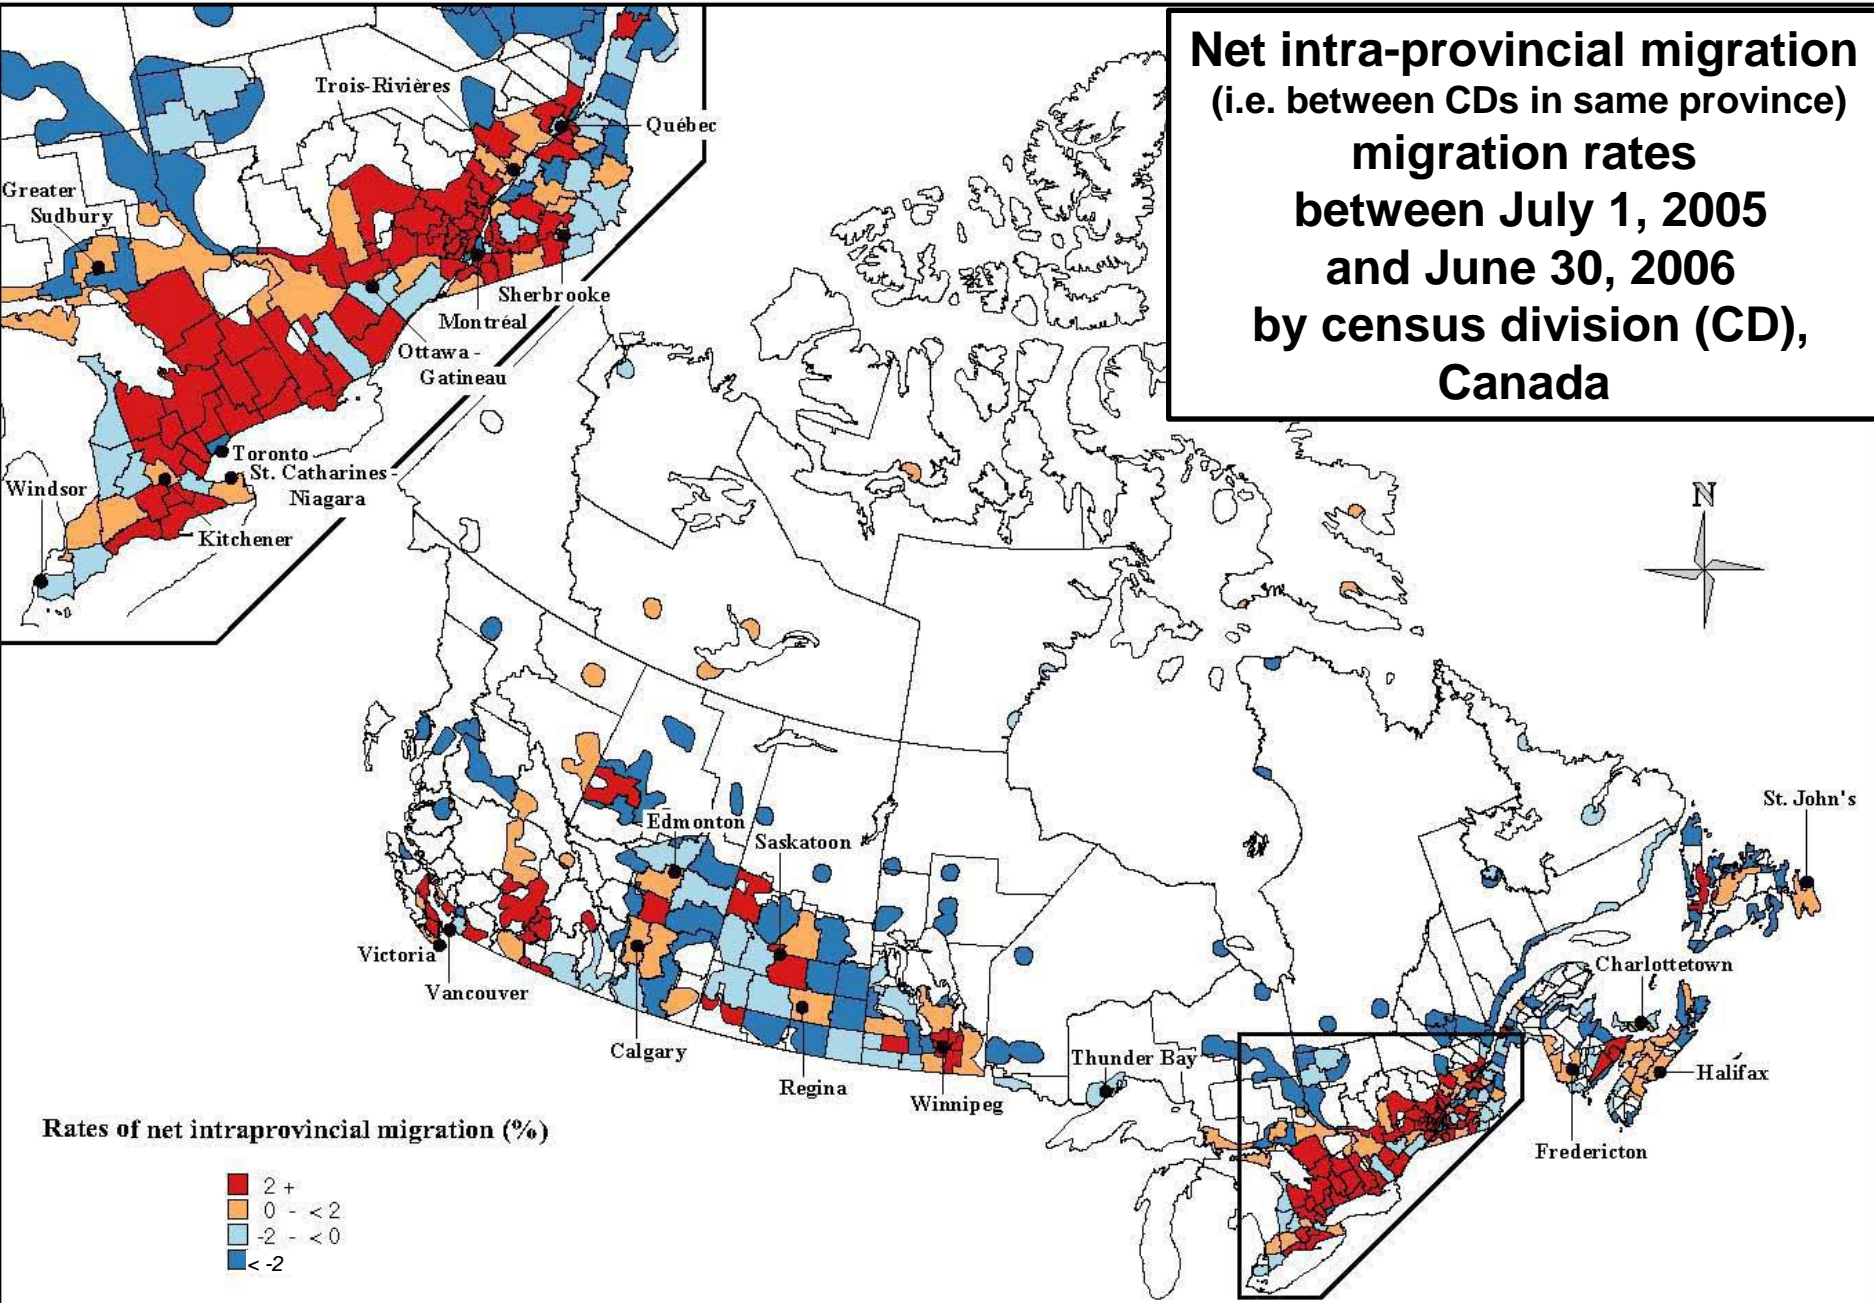 Net intra-provincial migration
(i.e. between CDs in same province)
migration rates
between July 1, 2005
and June 30, 2006
by census division (CD),
Canada
Trois-Rivières
Québec
Greater
Sudbury
Sherbrooke
Montréal
Ottawa -
Gatineau
Toronto
St. Catharines -
Niagara
Windsor
Kitchener
N
Edmonton
Saskatoon
St. John's
Victoria
Vancouver
Charlottetown
Calgary
Regina
Winnipeg
Thunder Bay
Halifax
Fredericton
Rates of net intraprovincial migration (%)
2 +
0 - < 2
-2 - < 0
< -2